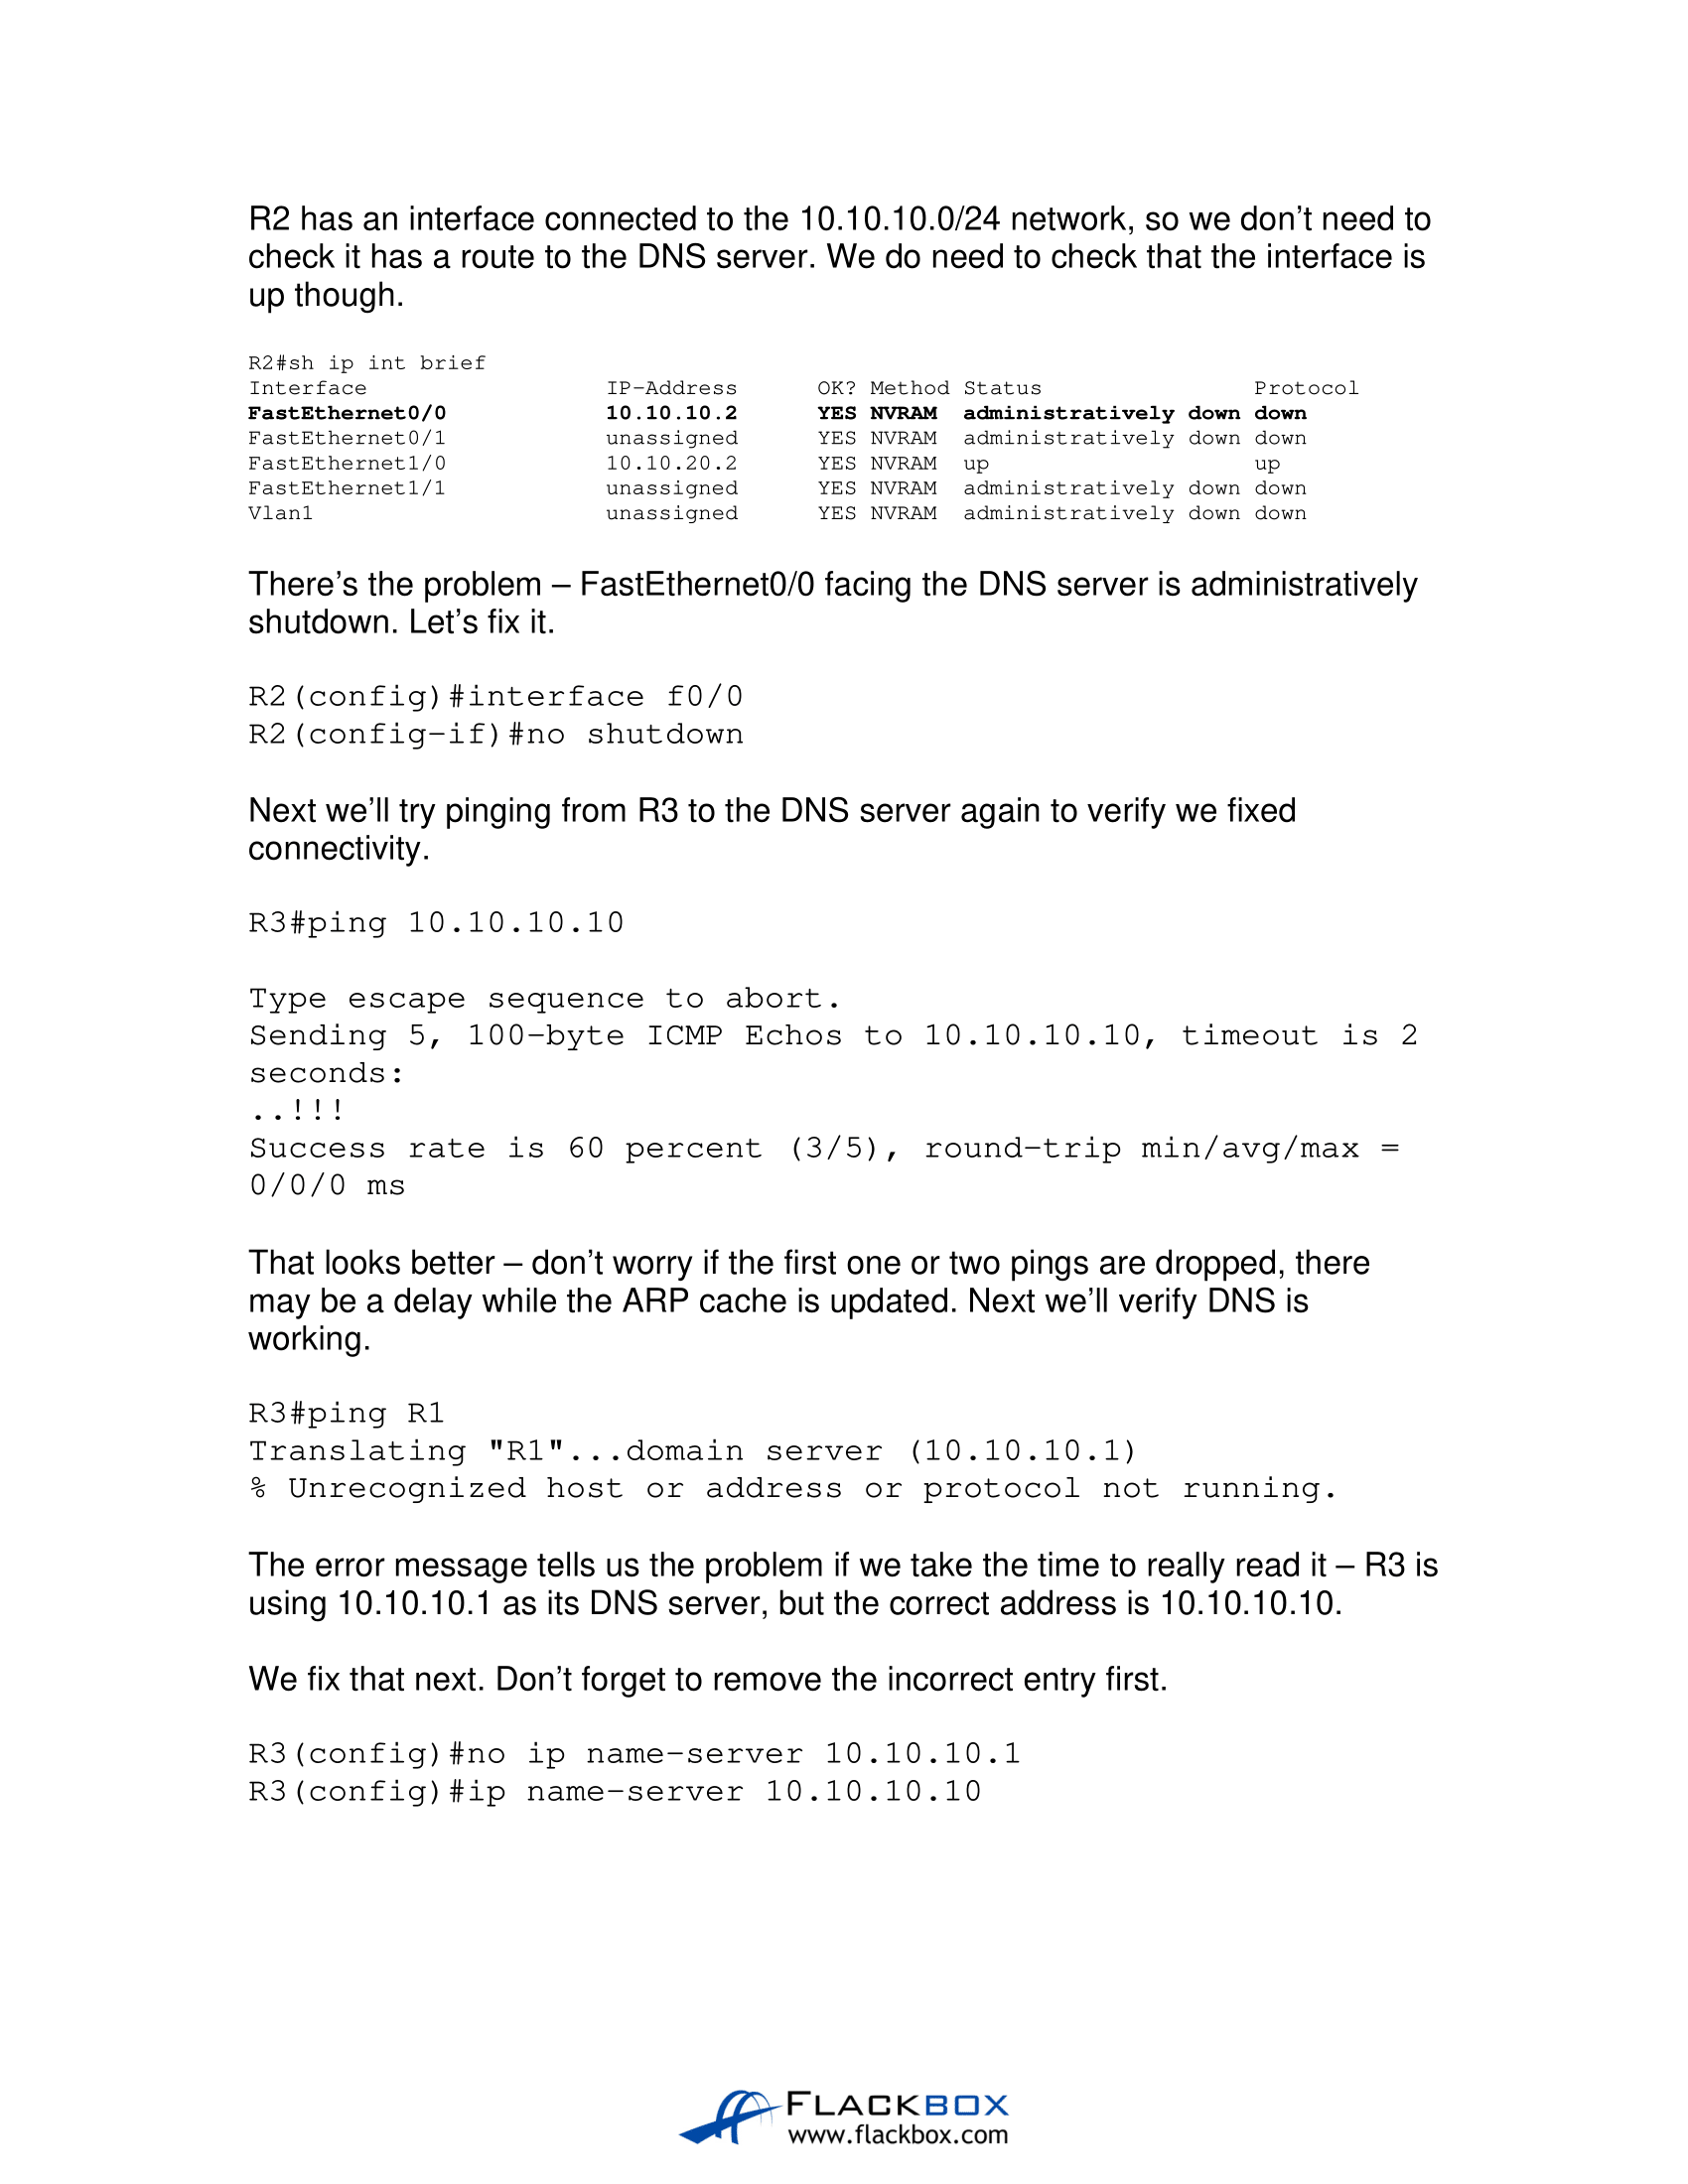 R2 has an interface connected to the 10.10.10.0/24 network, so we don’t need to
check it has a route to the DNS server. We do need to check that the interface is
up though.
R2#sh ip int brief
Interface IP-Address OK? Method Status Protocol
FastEthernet0/0 10.10.10.2 YES NVRAM administratively down down
FastEthernet0/1 unassigned YES NVRAM administratively down down
FastEthernet1/0 10.10.20.2 YES NVRAM up up
FastEthernet1/1 unassigned YES NVRAM administratively down down
Vlan1 unassigned YES NVRAM administratively down down
There’s the problem – FastEthernet0/0 facing the DNS server is administratively
shutdown. Let’s fix it.
R2(config)#interface f0/0
R2(config-if)#no shutdown
Next we’ll try pinging from R3 to the DNS server again to verify we fixed
connectivity.
R3#ping 10.10.10.10
Type escape sequence to abort.
Sending 5, 100-byte ICMP Echos to 10.10.10.10, timeout is 2
seconds:
..!!!
Success rate is 60 percent (3/5), round-trip min/avg/max =
0/0/0 ms
That looks better – don’t worry if the first one or two pings are dropped, there
may be a delay while the ARP cache is updated. Next we’ll verify DNS is
working.
R3#ping R1
Translating "R1"...domain server (10.10.10.1)
% Unrecognized host or address or protocol not running.
The error message tells us the problem if we take the time to really read it – R3 is
using 10.10.10.1 as its DNS server, but the correct address is 10.10.10.10.
We fix that next. Don’t forget to remove the incorrect entry first.
R3(config)#no ip name-server 10.10.10.1
R3(config)#ip name-server 10.10.10.10
FLACKBOX
www.flackbox.com